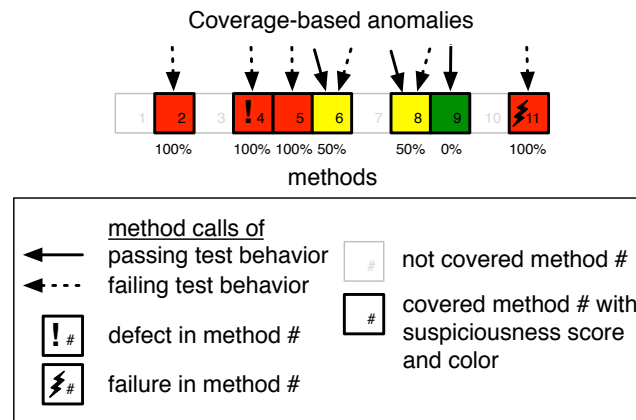 Coverage-based anomalies
1 2 3 ! 4 5 6 7 8 9 10 11
100% 100% 100% 50% 50% 0% 100%
methods
method calls of
passing test behavior
failing test behavior
! # defect in method #
# failure in method #
# not covered method #
# covered method # with
suspiciousness score
and color